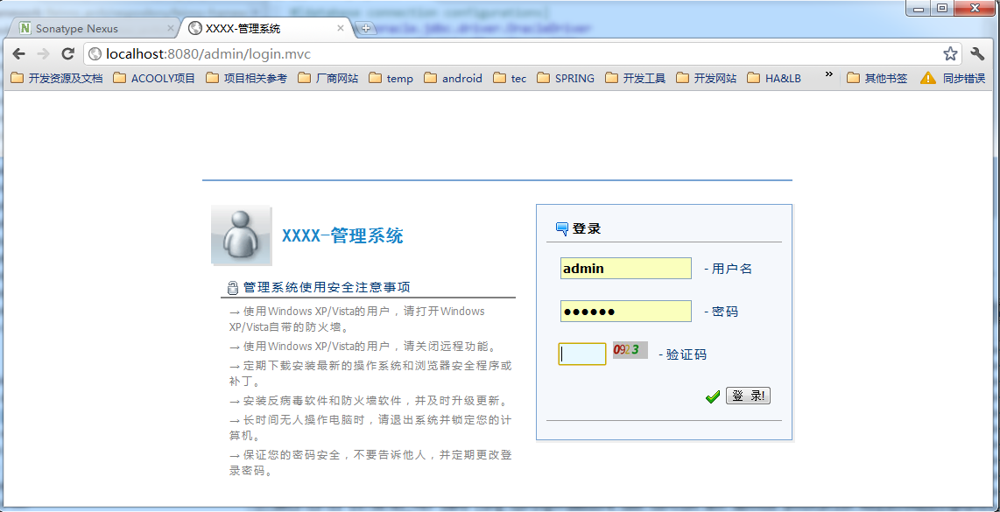 #database connection configurations
oracle.jdbc.driver.OracleDriver
Sonatype Nexus
XXXX-管理系统
localhost:8080/admin/login.mvc
开发资源及文档 ACOOLY项目 项目相关参考 厂商网站 temp android tec SPRING 开发工具 开发网站 HA&LB » 其他书签 同步错误
XXXX-管理系统
管理系统使用安全注意事项
→ 使用Windows XP/Vista的用户，请打开Windows
XP/Vista自带的防火墙。
→ 使用Windows XP/Vista的用户，请关闭远程功能。
→ 定期下载安装最新的操作系统和浏览器安全程序或
补丁。
→ 安装反病毒软件和防火墙软件，并及时升级更新。
→ 长时间无人操作电脑时，请退出系统并锁定您的计
算机。
→ 保证您的密码安全，不要告诉他人，并定期更改登
录密码。
登录
admin - 用户名
●●●●●● - 密码
0923 - 验证码
登 录!